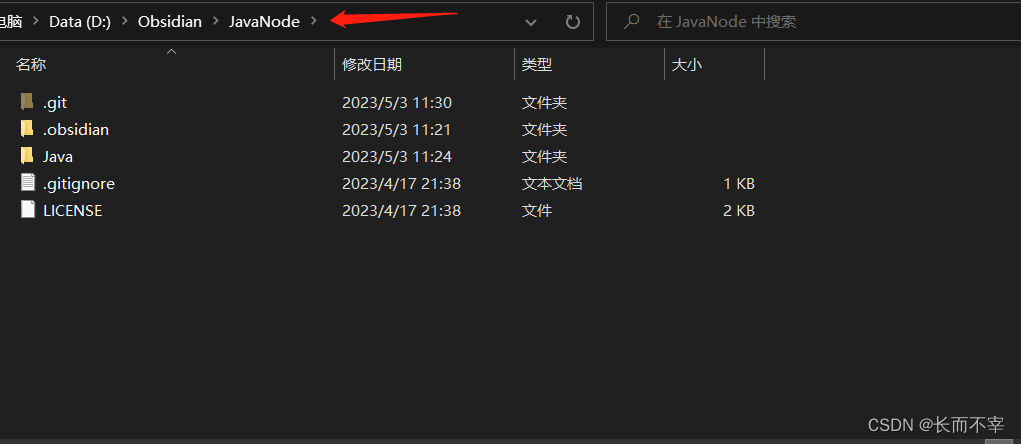 电脑 Data (D:) Obsidian JavaNode 在 JavaNode 中搜索
名称 修改日期 类型 大小
.git 2023/5/3 11:30 文件夹
.obsidian 2023/5/3 11:21 文件夹
Java 2023/5/3 11:24 文件夹
.gitignore 2023/4/17 21:38 文本文档 1 KB
LICENSE 2023/4/17 21:38 文件 2 KB
CSDN @长而不宰